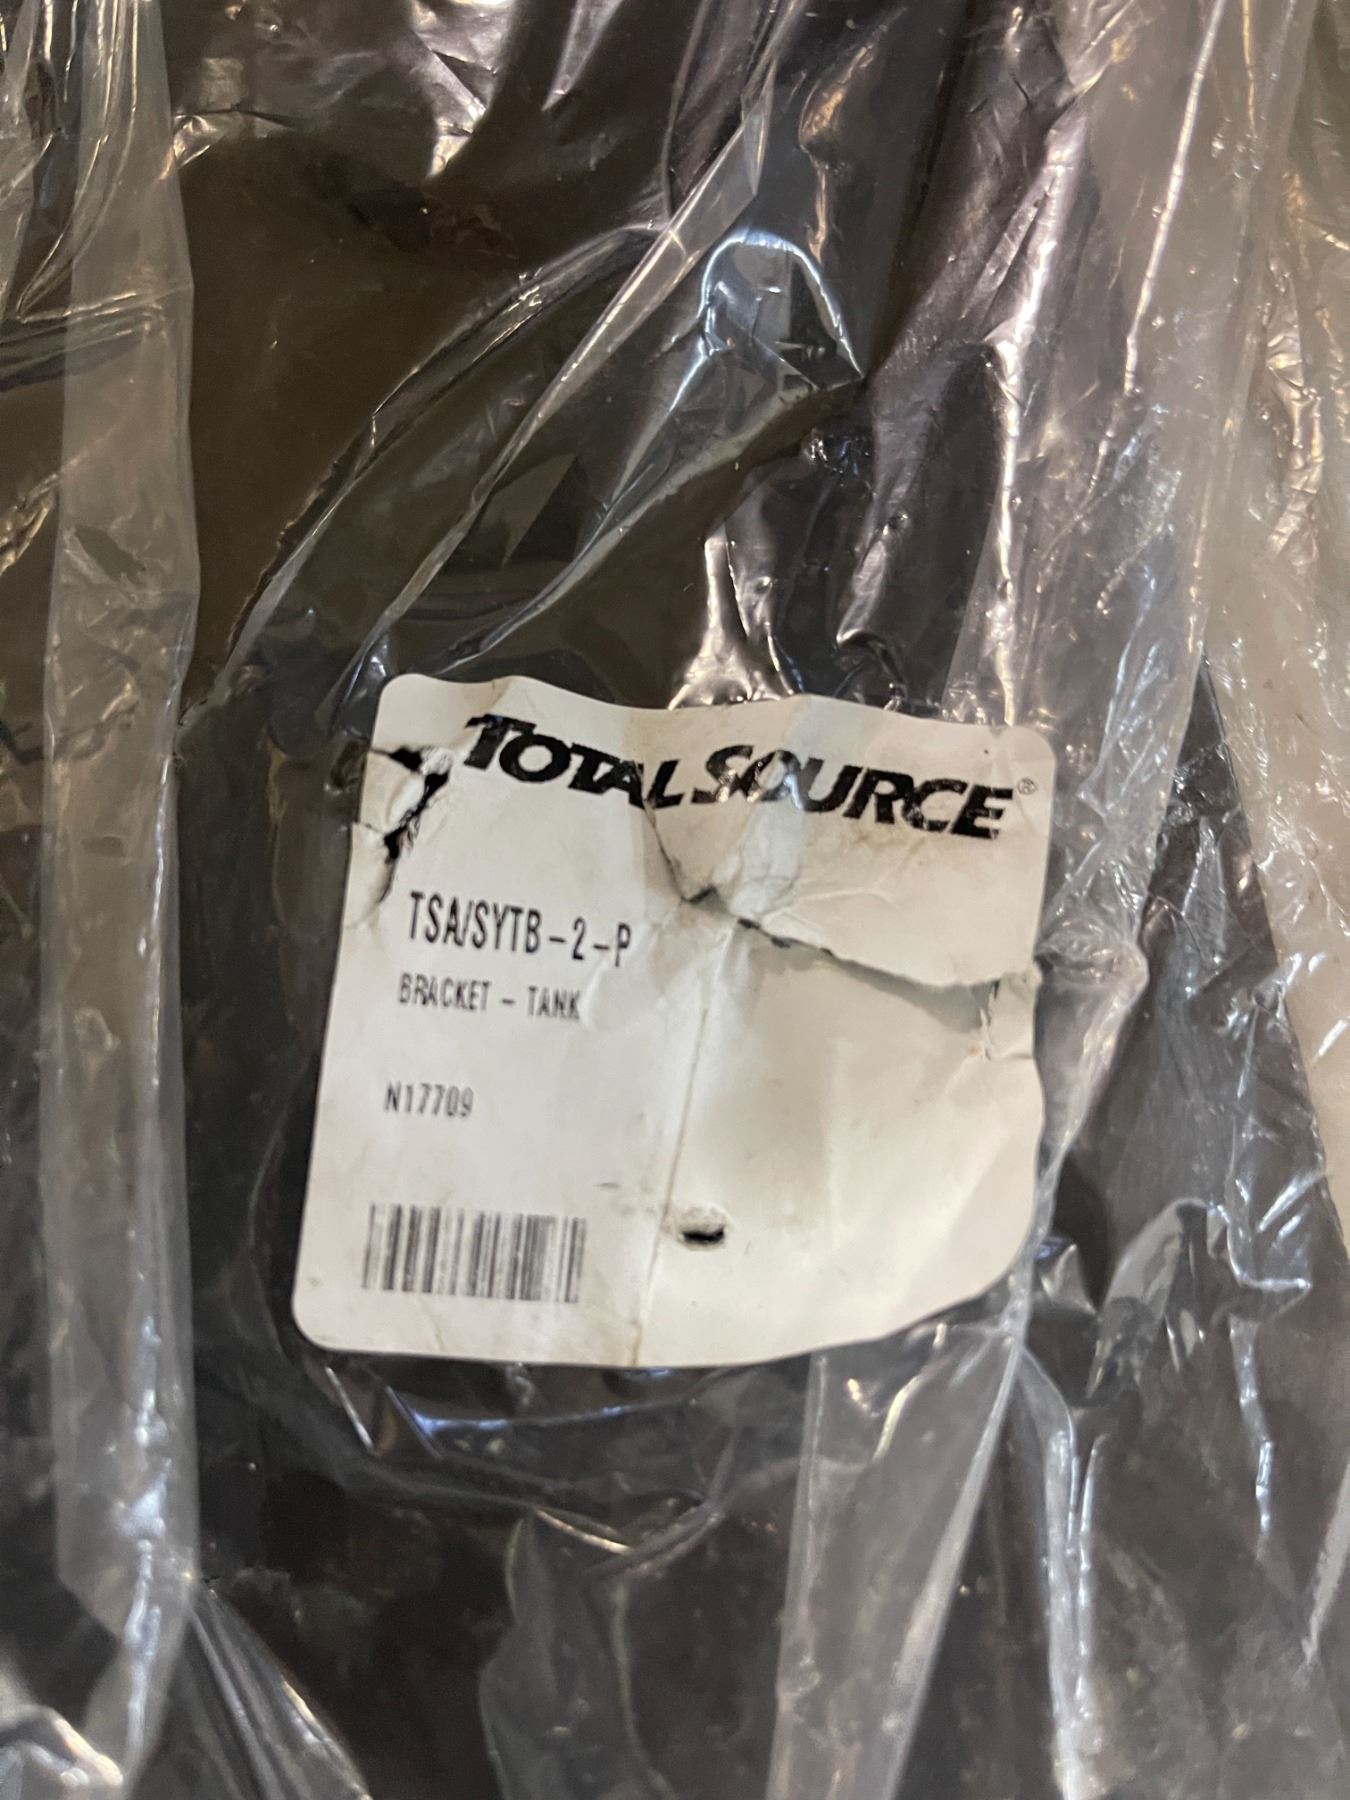 TOTALSOURCE®
TSA/SYTB-2-P
BRACKET - TANK
N17709